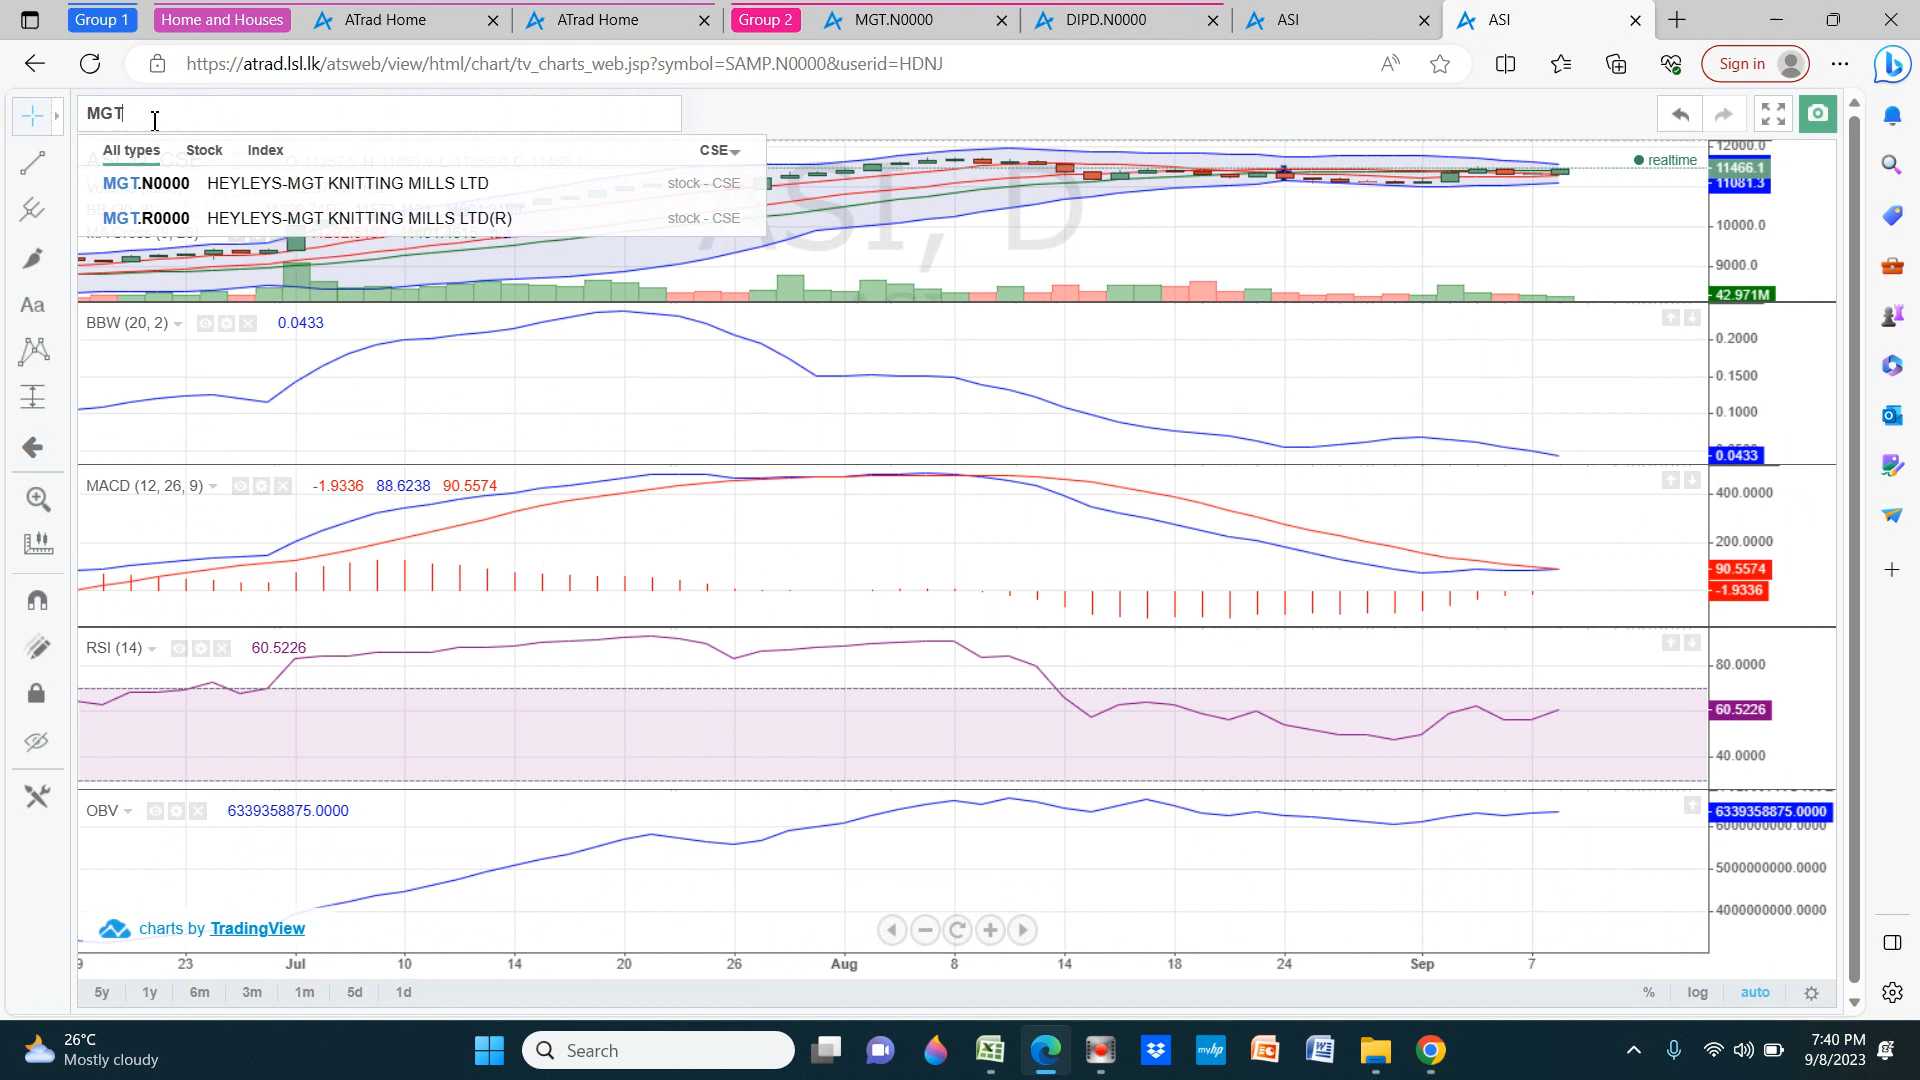 Group 1
Home and Houses
ATrad Home
ATrad Home
Group 2
MGT.N0000
DIPD.N0000
ASI
ASI
https://atrad.lsl.lk/atsweb/view/html/chart/tv_charts_web.jsp?symbol=SAMP.N0000&userid=HDNJ
Sign in
MGT
All types Stock Index CSE
MGT.N0000 HEYLEYS-MGT KNITTING MILLS LTD stock - CSE
MGT.R0000 HEYLEYS-MGT KNITTING MILLS LTD(R) stock - CSE
ASI, D
realtime
12000.0
11466.1
11081.3
10000.0
9000.0
42.971M
BBW (20, 2) 0.0433
0.2000
0.1500
0.1000
0.0433
MACD (12, 26, 9) -1.9336 88.6238 90.5574
400.0000
200.0000
90.5574
-1.9336
RSI (14) 60.5226
80.0000
60.5226
40.0000
OBV 6339358875.0000
6339358875.0000
6000000000.0000
5000000000.0000
4000000000.0000
Aa
charts by TradingView
9 23 Jul 10 14 20 26 Aug 8 14 18 24 Sep 7
5y 1y 6m 3m 1m 5d 1d % log auto
26°C
Mostly cloudy
Search
myhp
7:40 PM
9/8/2023